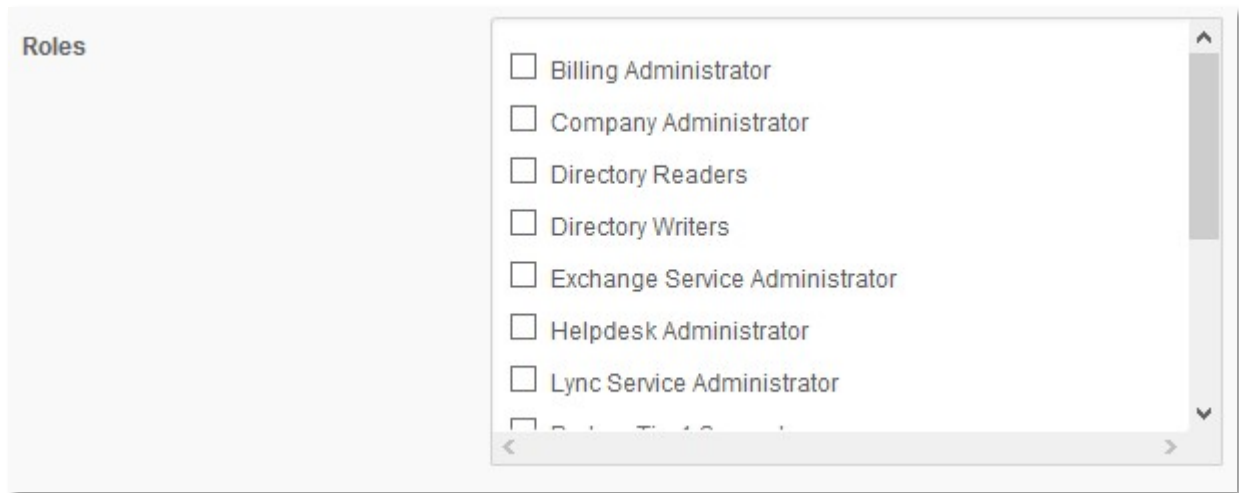 Roles
Billing Administrator
Company Administrator
Directory Readers
Directory Writers
Exchange Service Administrator
Helpdesk Administrator
Lync Service Administrator